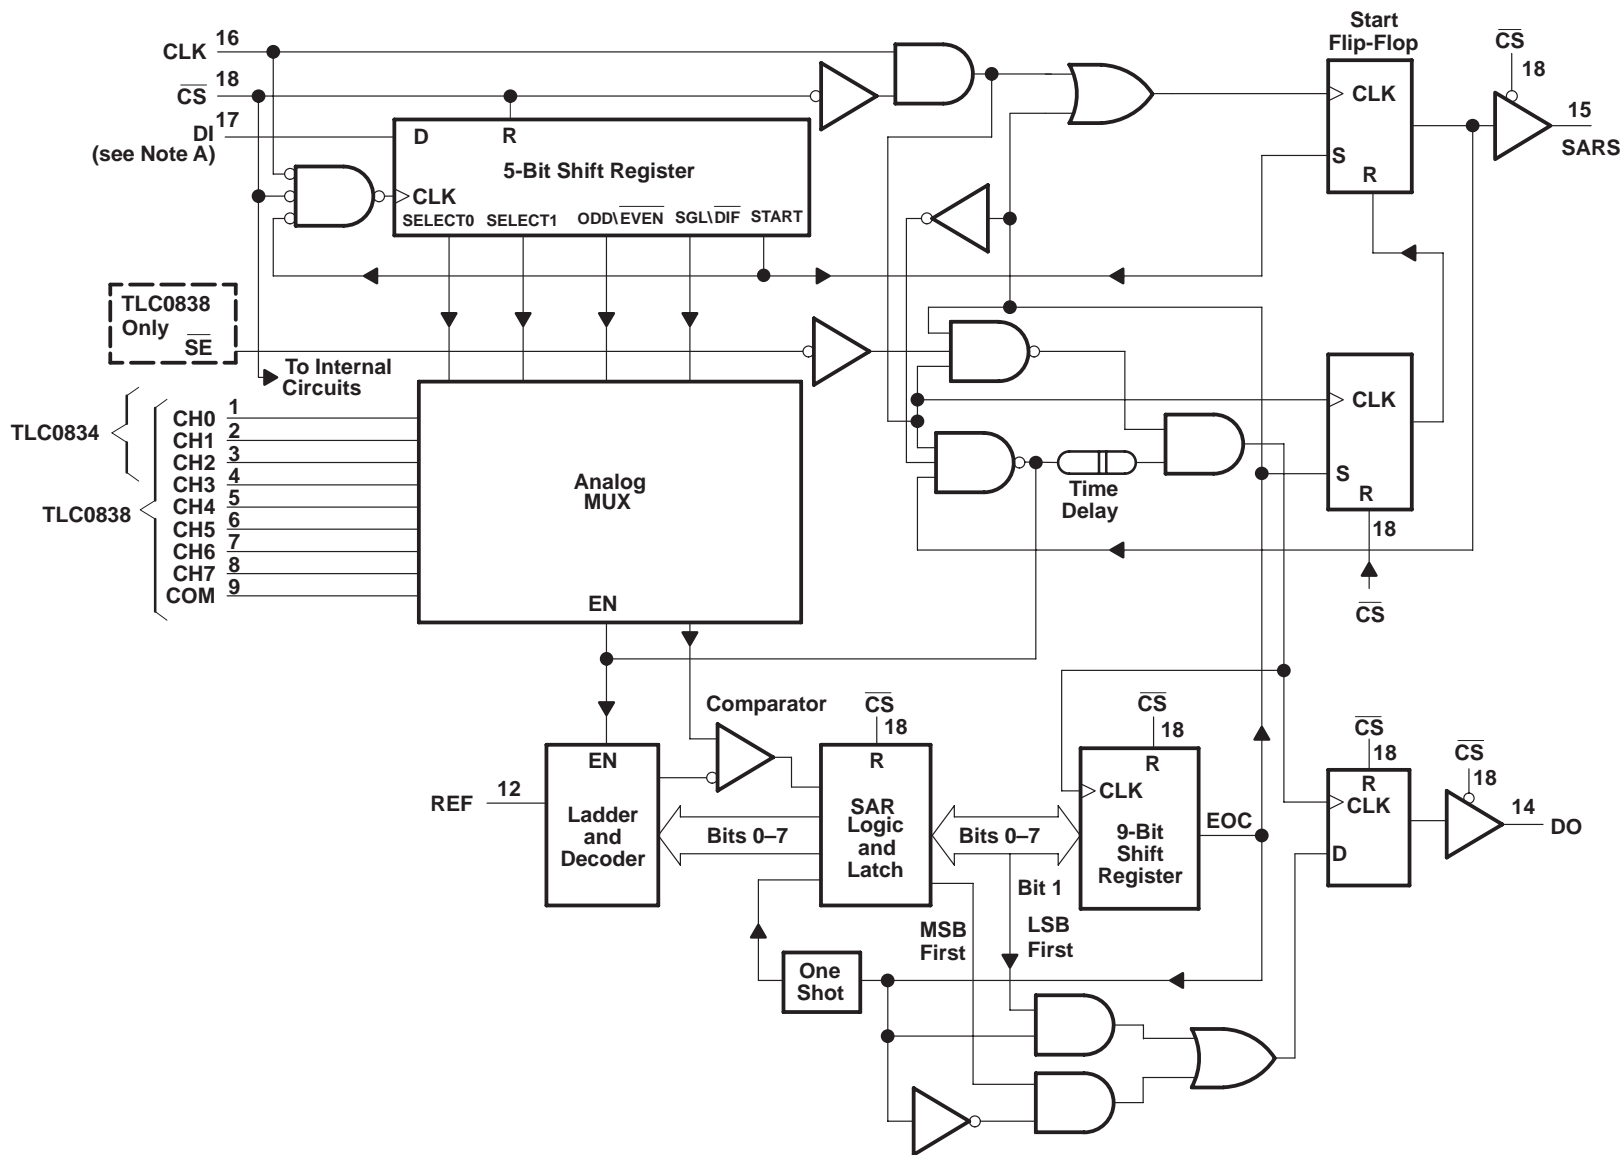 CLK 16
CS 18
DI 17
(see Note A)
D
R
5-Bit Shift Register
CLK
SELECT0 SELECT1 ODD\EVEN SGL\DIF START
Start
Flip-Flop
CLK
S
R
CS
18
15
SARS
TLC0838
Only
SE
To Internal
Circuits
TLC0834
TLC0838
CH0 1
CH1 2
CH2 3
CH3 4
CH4 5
CH5 6
CH6 7
CH7 8
COM 9
Analog
MUX
EN
Time
Delay
CLK
S
R
18
CS
Comparator
REF 12
EN
Ladder
and
Decoder
Bits 0–7
CS
18
R
SAR
Logic
and
Latch
Bits 0–7
Bit 1
CS
18
R
CLK
9-Bit
Shift
Register
EOC
CS
18
R
CLK
D
CS
18
14
DO
MSB
First
LSB
First
One
Shot